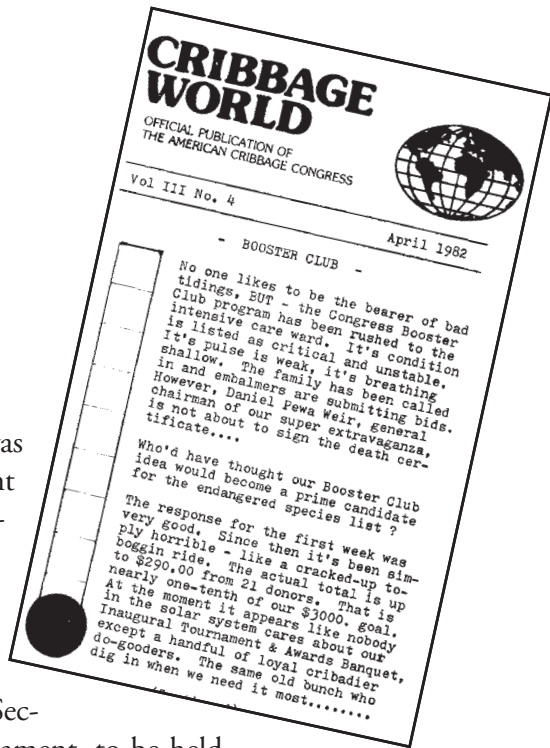 CRIBBAGE
WORLD
OFFICIAL PUBLICATION OF
THE AMERICAN CRIBBAGE CONGRESS
Vol III No. 4
April 1982
- BOOSTER CLUB -
No one likes to be the bearer of bad
tidings, BUT - the Congress Booster
Club program has been rushed to the
intensive care ward. It's condition
is listed as critical and unstable.
It's pulse is weak, it's breathing
shallow. The family has been called
in and embalmers are submitting bids.
However, Daniel Pewa Weir, general
chairman of our super extravaganza,
is not about to sign the death cer-
tificate....
Who'd have thought our Booster Club
idea would become a prime candidate
for the endangered species list ?
The response for the first week was
very good. Since then it's been sim-
ply horrible - like a cracked-up to-
boggin ride. The actual total is up
to $290.00 from 21 donors. That is
nearly one-tenth of our $3000. goal.
At the moment it appears like nobody
in the solar system cares about our
Inaugural Tournament & Awards Banquet,
except a handful of loyal cribadier
do-gooders. The same old bunch who
dig in when we need it most........